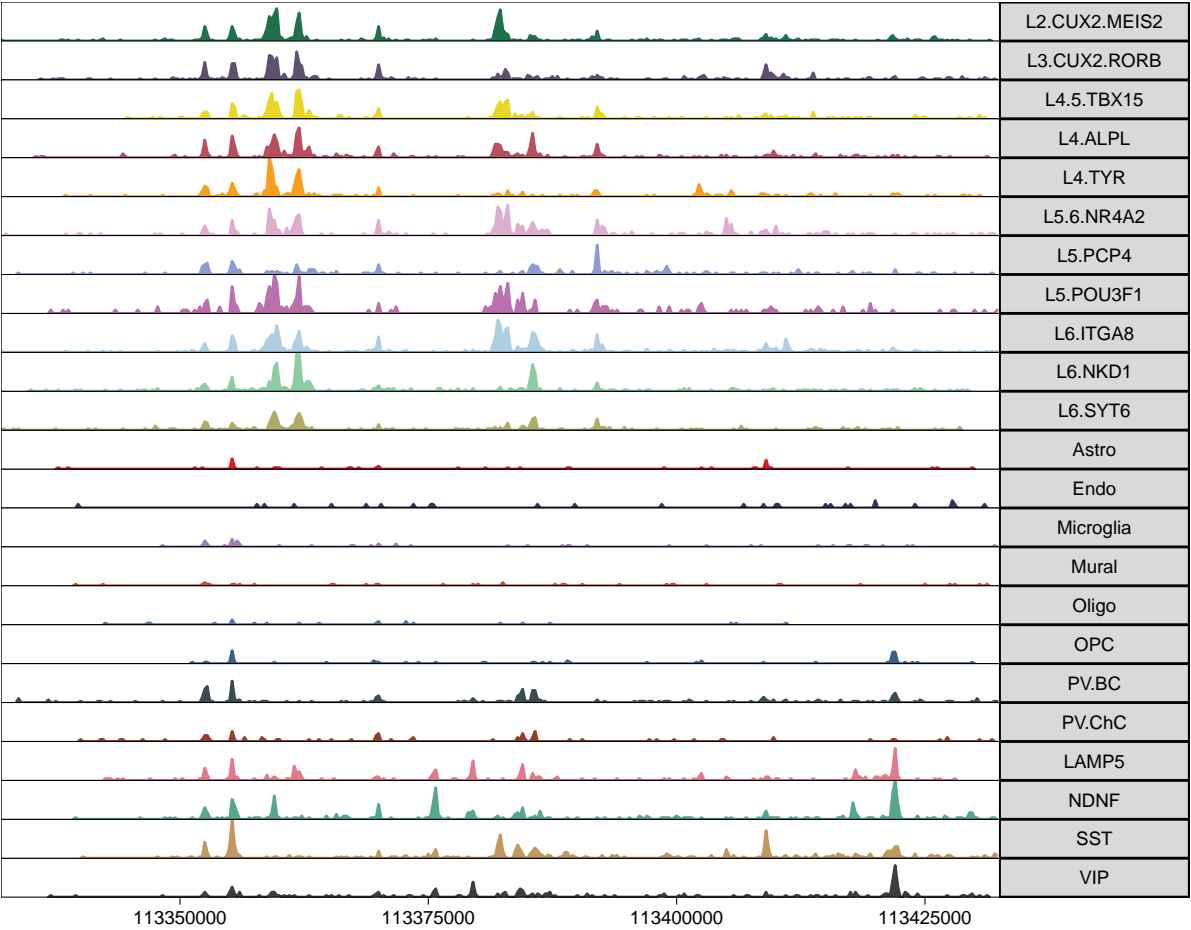 L2.CUX2.MEIS2
L3.CUX2.RORB
L4.5.TBX15
L4.ALPL
L4.TYR
L5.6.NR4A2
L5.PCP4
L5.POU3F1
L6.ITGA8
L6.NKD1
L6.SYT6
Astro
Endo
Microglia
Mural
Oligo
OPC
PV.BC
PV.ChC
LAMP5
NDNF
SST
VIP
113350000 113375000 113400000 113425000